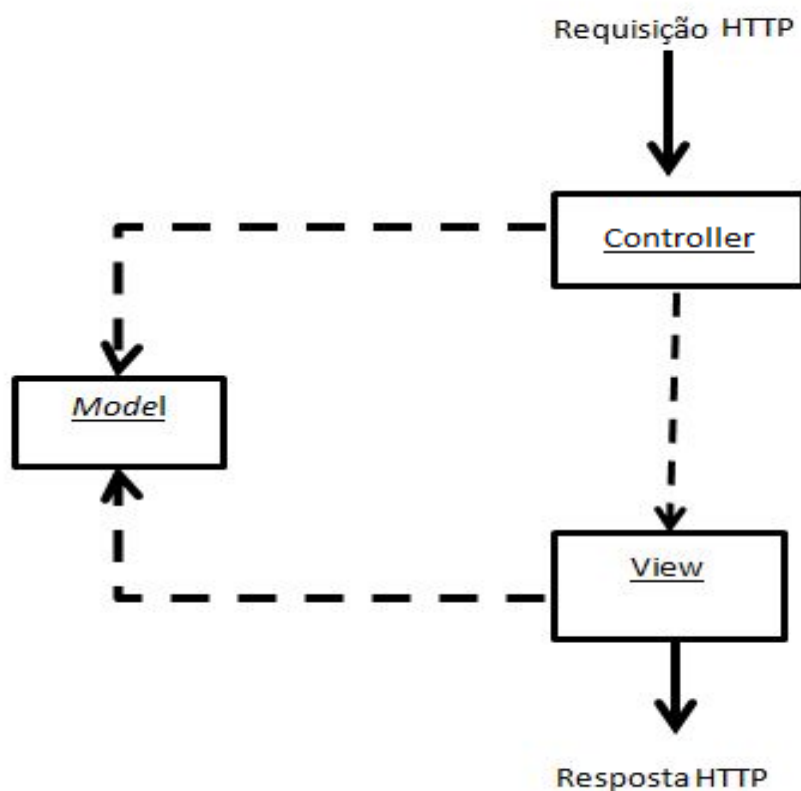 Requisição HTTP
Controller
Model
View
Resposta HTTP